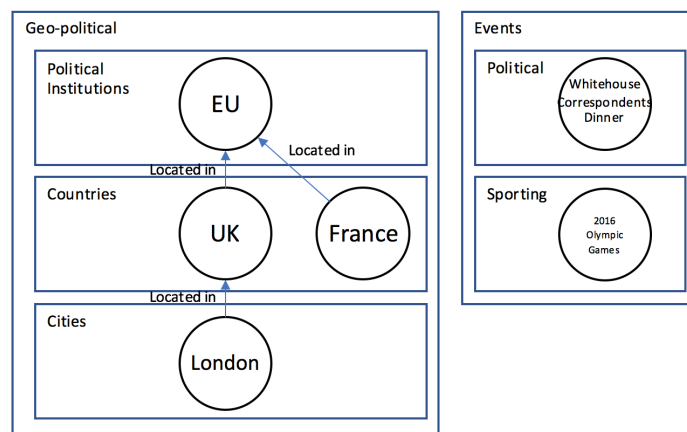 Geo-political
Political
Institutions
EU
Located in
Located in
Countries
UK
France
Located in
Cities
London
Events
Political
Whitehouse
Correspondents
Dinner
Sporting
2016
Olympic
Games